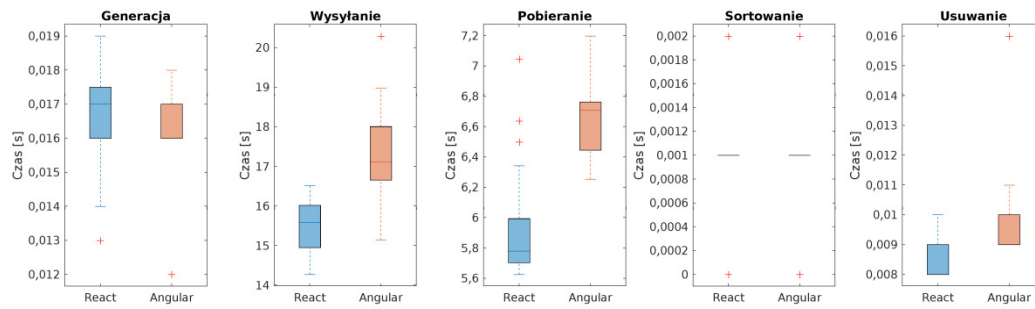 Generacja
Czas [s]
0,019
0,018
0,017
0,016
0,015
0,014
0,013
0,012
React Angular
Wysyłanie
Czas [s]
20
19
18
17
16
15
14
React Angular
Pobieranie
Czas [s]
7,2
7
6,8
6,6
6,4
6,2
6
5,8
5,6
React Angular
Sortowanie
Czas [s]
0,002
0,0018
0,0016
0,0014
0,0012
0,001
0,0008
0,0006
0,0004
0,0002
0
React Angular
Usuwanie
Czas [s]
0,016
0,015
0,014
0,013
0,012
0,011
0,01
0,009
0,008
React Angular